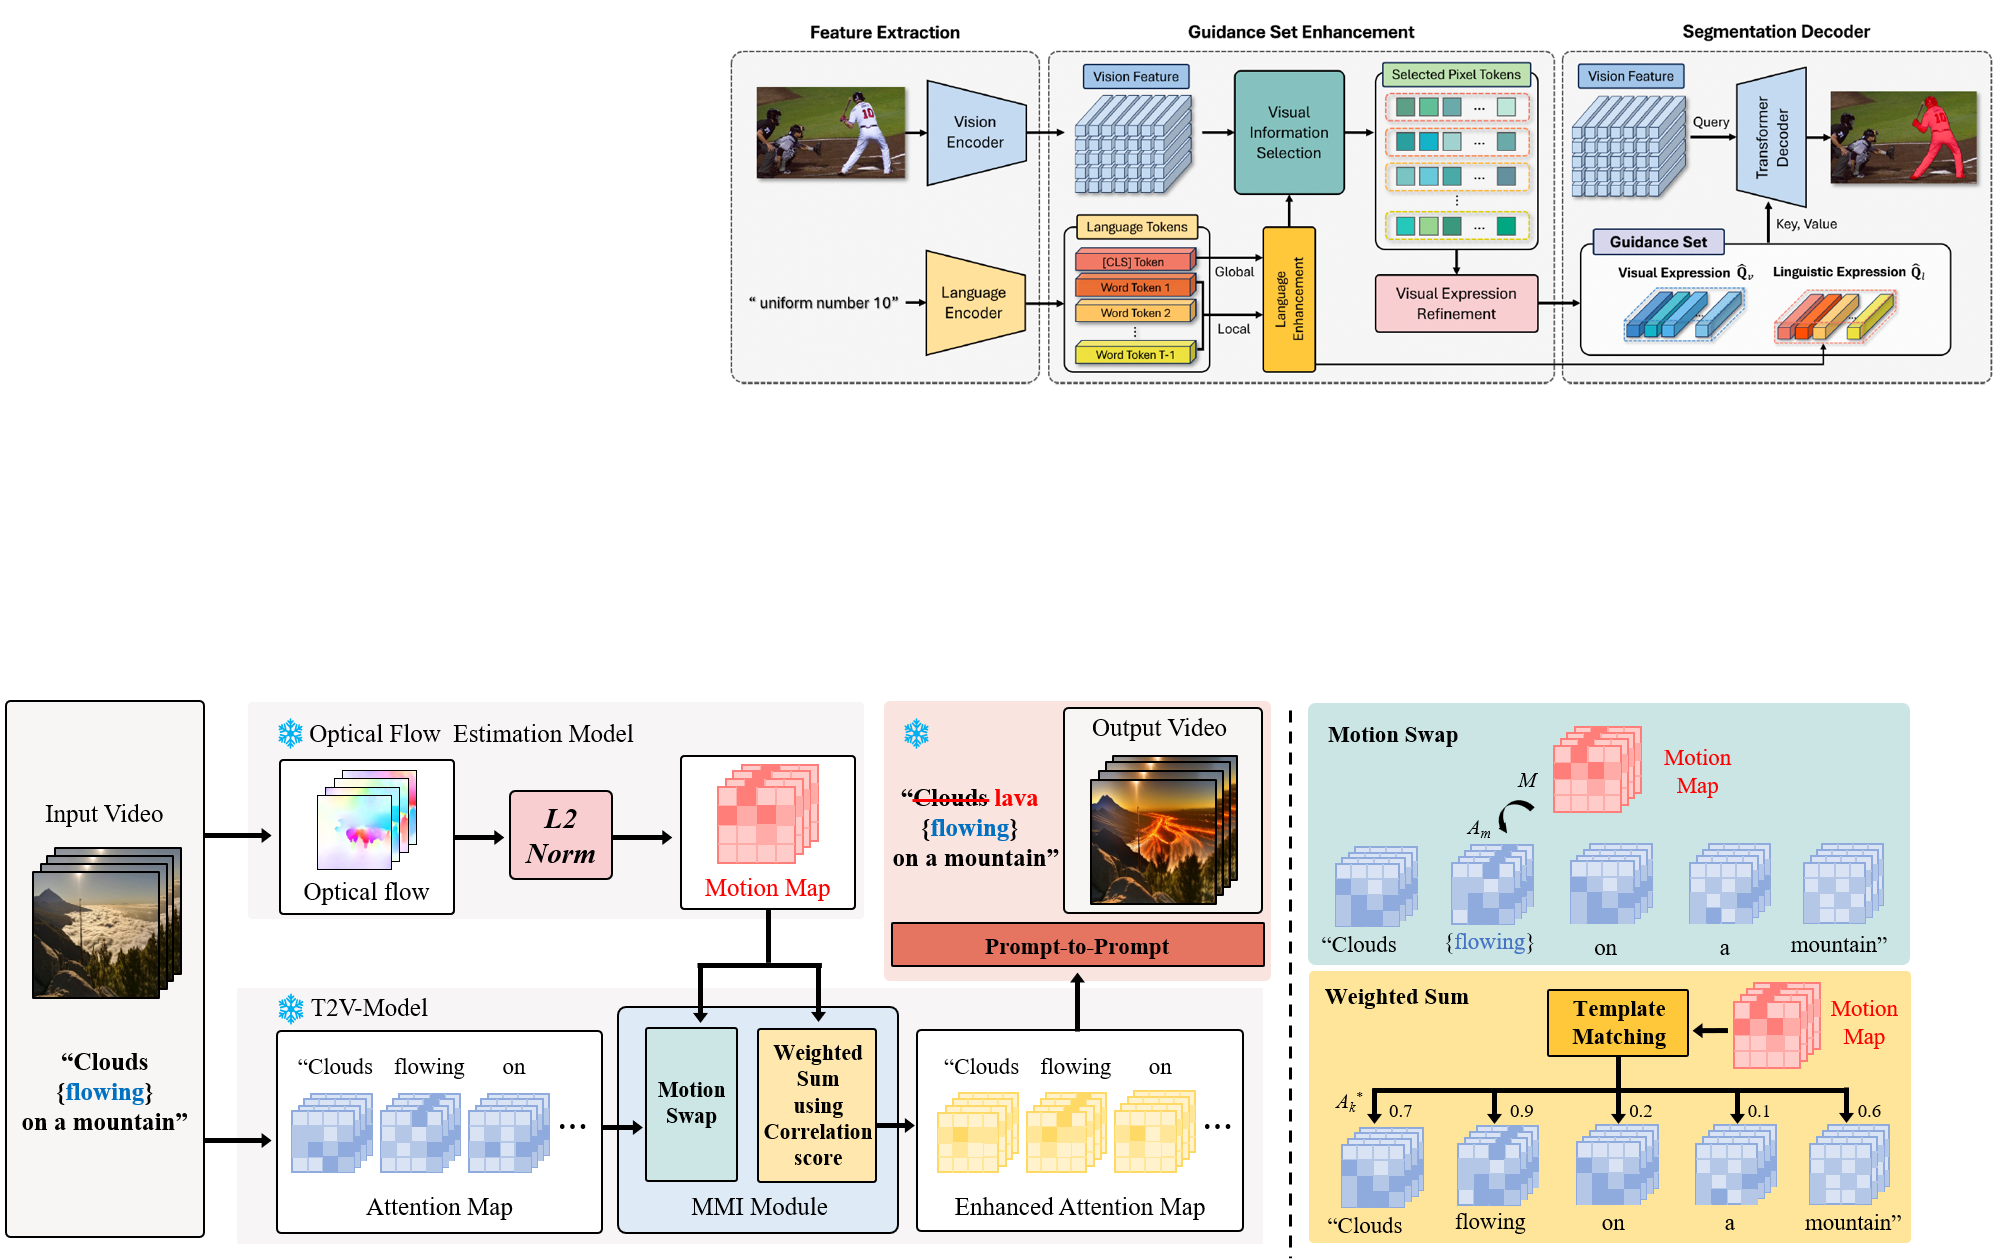 Feature Extraction
Guidance Set Enhancement
Segmentation Decoder
Vision Encoder
“ uniform number 10”
Language Encoder
Vision Feature
Visual Information Selection
Selected Pixel Tokens
...
...
...
...
Language Tokens
[CLS] Token
Word Token 1
Word Token 2
Word Token T-1
Global
Local
Language Enhancement
Visual Expression Refinement
Vision Feature
Query
Transformer Decoder
Key, Value
Guidance Set
Visual Expression Q̂v
Linguistic Expression Q̂l
10
10
Input Video
“Clouds
{flowing}
on a mountain”
Optical Flow Estimation Model
Optical flow
L2 Norm
Motion Map
T2V-Model
“Clouds flowing on ...
Attention Map
Motion Swap
Weighted Sum using Correlation score
MMI Module
“Clouds flowing on ...
Enhanced Attention Map
“Clouds lava
{flowing}
on a mountain”
Output Video
Prompt-to-Prompt
Motion Swap
Motion Map
M
Am
“Clouds {flowing} on a mountain”
Weighted Sum
Template Matching
Motion Map
Ak*
0.7 0.9 0.2 0.1 0.6
“Clouds flowing on a mountain”